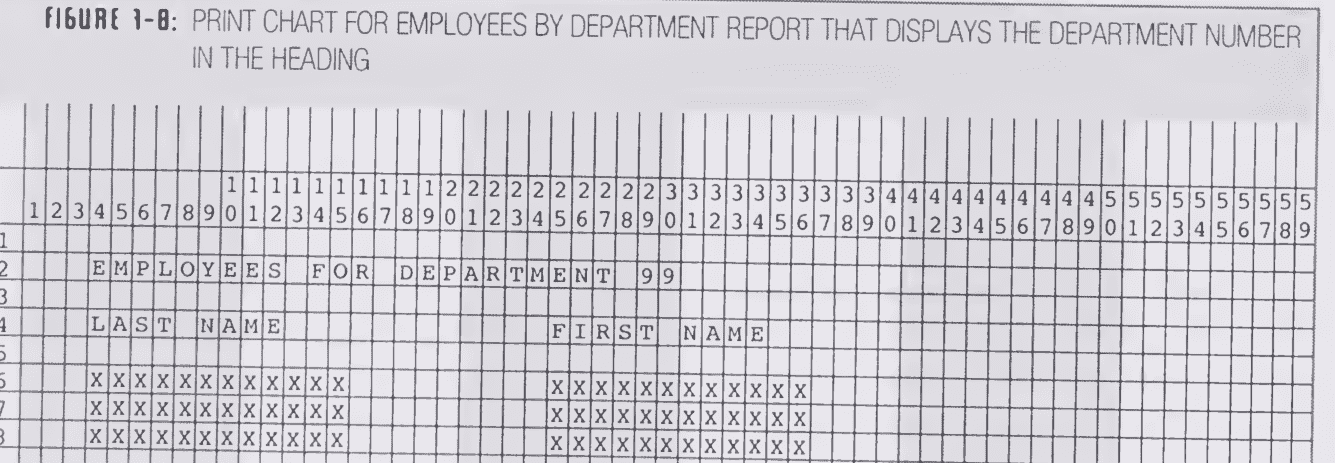 FIGURE 1-8: PRINT CHART FOR EMPLOYEES BY DEPARTMENT REPORT THAT DISPLAYS THE DEPARTMENT NUMBER
IN THE HEADING
1 1 1 1 1 1 1 1 1 1 2 2 2 2 2 2 2 2 2 2 3 3 3 3 3 3 3 3 3 3 4 4 4 4 4 4 4 4 4 4 5 5 5 5 5 5 5 5 5 5
1 2 3 4 5 6 7 8 9 0 1 2 3 4 5 6 7 8 9 0 1 2 3 4 5 6 7 8 9 0 1 2 3 4 5 6 7 8 9 0 1 2 3 4 5 6 7 8 9 0 1 2 3 4 5 6 7 8 9
1
2 EMPLOYEES FOR DEPARTMENT 99
3
4 LAST NAME FIRST NAME
5
6 XXXXXXXXXXXX XXXXXXXXXXXX
7 XXXXXXXXXXXX XXXXXXXXXXXX
8 XXXXXXXXXXXX XXXXXXXXXXXX